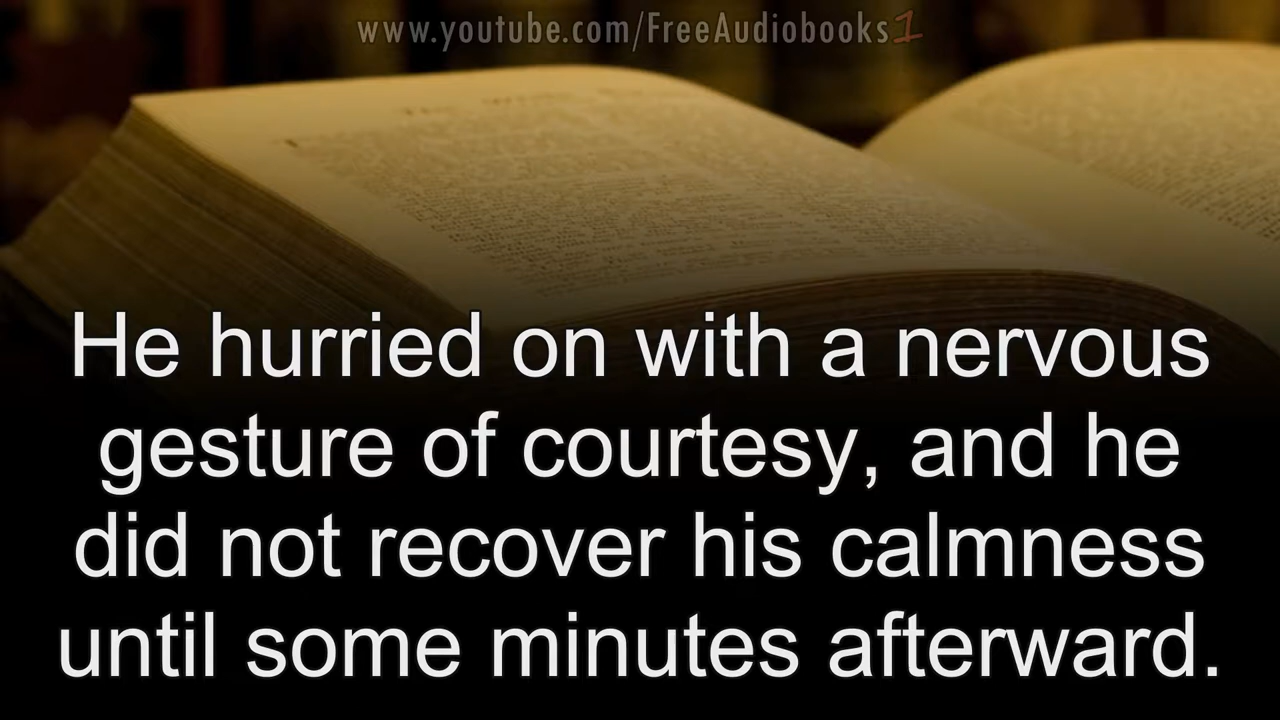 www.youtube.com/FreeAudiobooks1
He hurried on with a nervous
gesture of courtesy, and he
did not recover his calmness
until some minutes afterward.